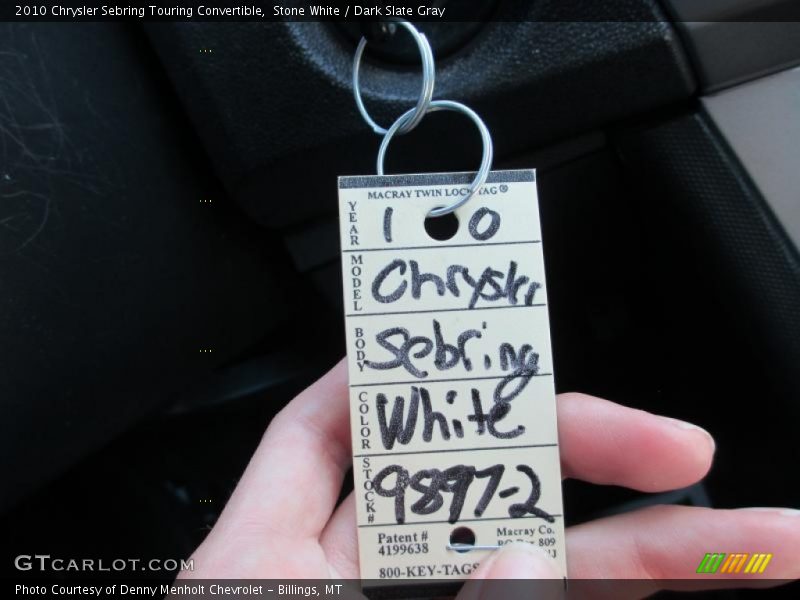 2010 Chrysler Sebring Touring Convertible,  Stone White / Dark Slate Gray
MACRAY TWIN LOCK TAG®
YEAR 1 0
MODEL Chrysler
BODY Sebring
COLOR White
STOCK# 9897-2
Patent #
4199638
Macray Co.
809
800-KEY-TAGS
GTCARLOT.COM
Photo Courtesy of Denny Menholt Chevrolet - Billings, MT